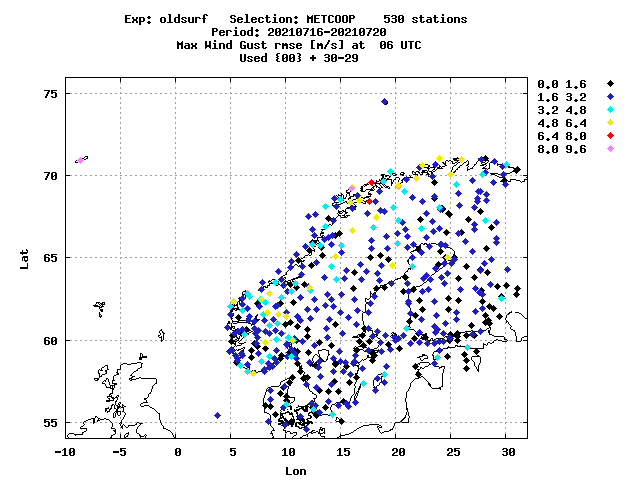 Exp: oldsurf   Selection: METCOOP    530 stations
Period: 20210716-20210720
Max Wind Gust rmse [m/s] at  06 UTC
Used {00} + 30-29
0.0 1.6
1.6 3.2
3.2 4.8
4.8 6.4
6.4 8.0
8.0 9.6
75
70
65
60
55
Lat
-10 -5 0 5 10 15 20 25 30
Lon